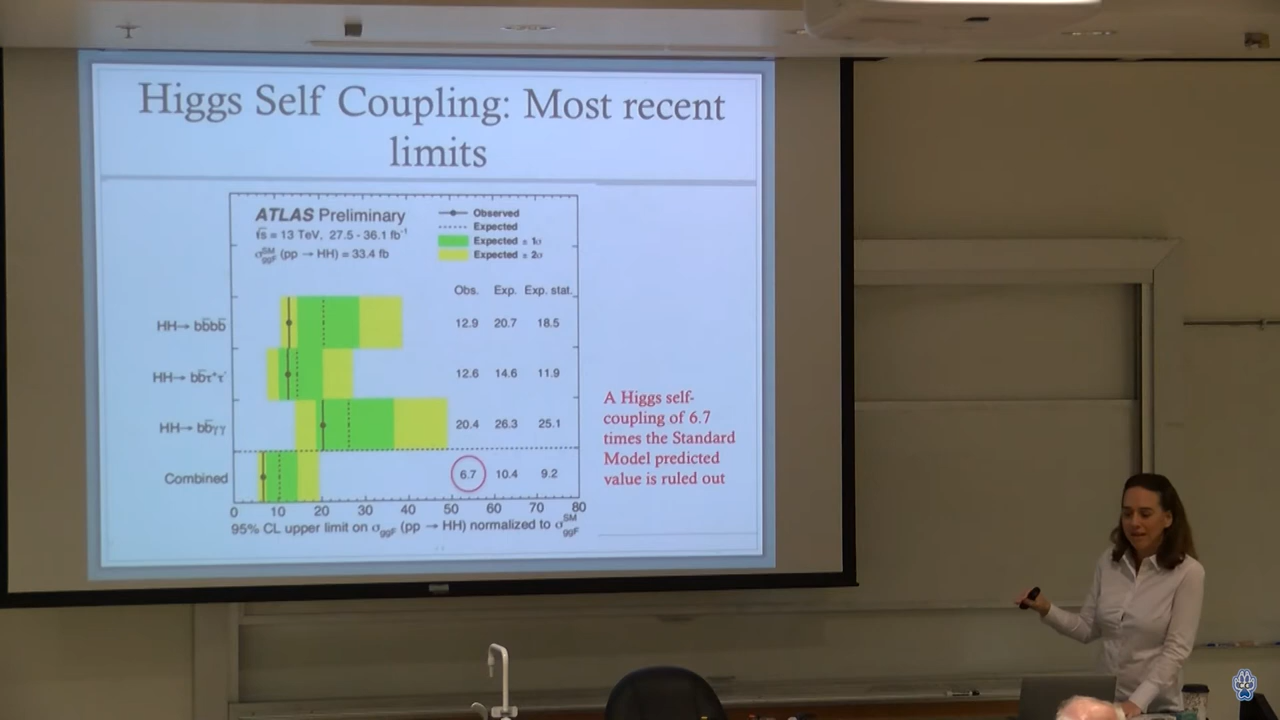 Higgs Self Coupling: Most recent
limits
ATLAS Preliminary
√s = 13 TeV, 27.5 - 36.1 fb⁻¹
σ^SM_ggF (pp → HH) = 33.4 fb
Observed
Expected
Expected ± 1σ
Expected ± 2σ
Obs. Exp. Exp. stat.
HH→ bb̄bb̄ 12.9 20.7 18.5
HH→ bb̄τ⁺τ⁻ 12.6 14.6 11.9
HH→ bb̄γγ 20.4 26.3 25.1
Combined 6.7 10.4 9.2
0 10 20 30 40 50 60 70 80
95% CL upper limit on σ_ggF (pp → HH) normalized to σ^SM_ggF
A Higgs self-
coupling of 6.7
times the Standard
Model predicted
value is ruled out